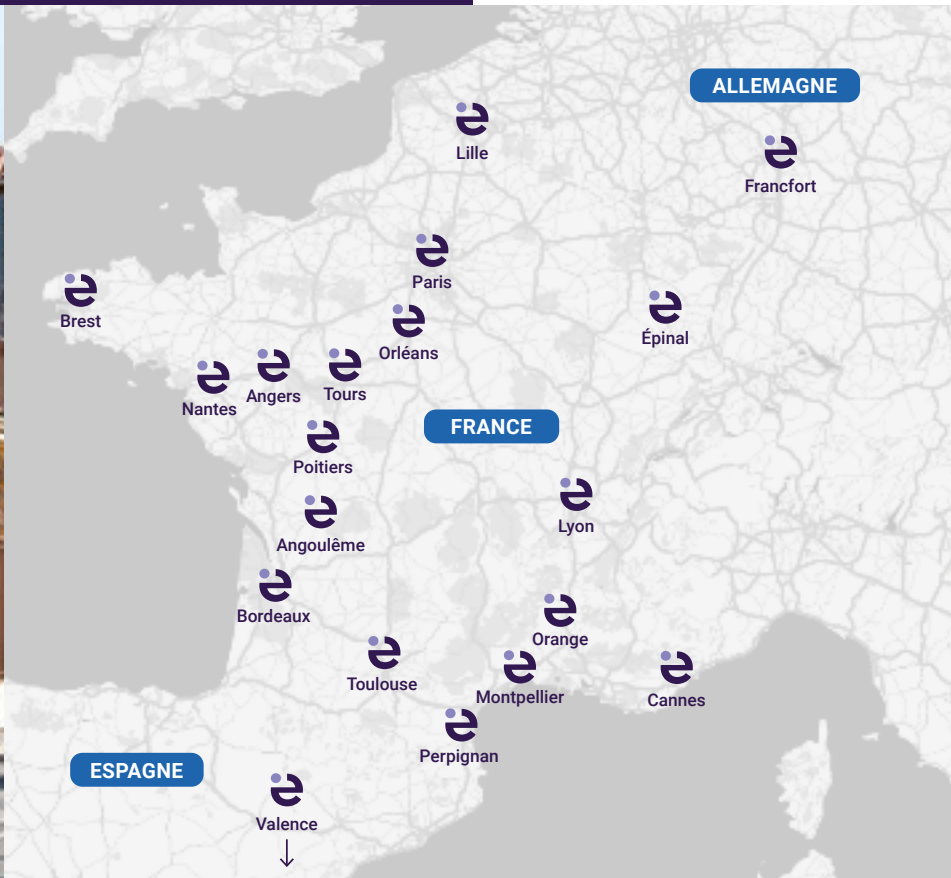 ALLEMAGNE
Lille
Francfort
Paris
Brest
Épinal
Orléans
Angers
Tours
Nantes
FRANCE
Poitiers
Lyon
Angoulême
Bordeaux
Orange
Toulouse
Montpellier
Cannes
Perpignan
ESPAGNE
Valence